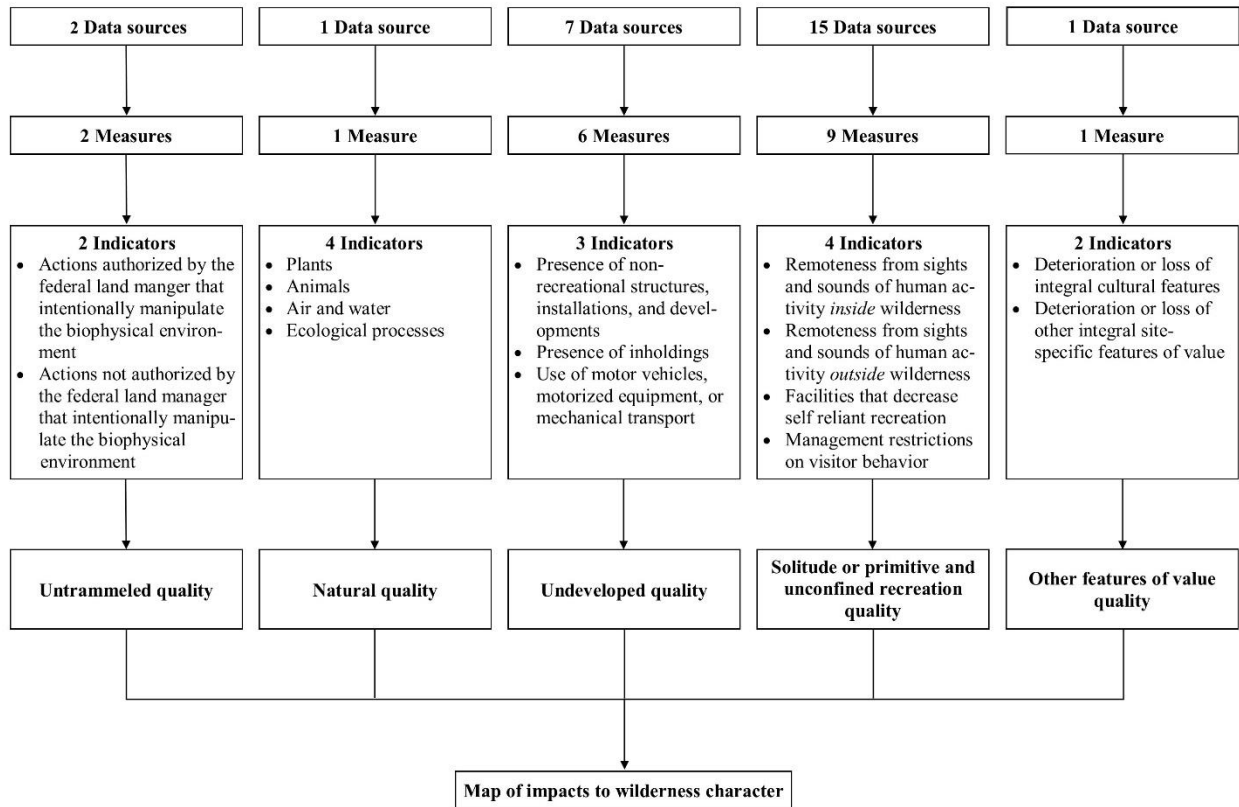 2 Data sources
1 Data source
7 Data sources
15 Data sources
1 Data source
2 Measures
1 Measure
6 Measures
9 Measures
1 Measure
2 Indicators
• Actions authorized by the
federal land manger that
intentionally manipulate
the biophysical environ-
ment
• Actions not authorized by
the federal land manager
that intentionally manipu-
late the biophysical
environment
4 Indicators
• Plants
• Animals
• Air and water
• Ecological processes
3 Indicators
• Presence of non-
recreational structures,
installations, and devel-
opments
• Presence of inholdings
• Use of motor vehicles,
motorized equipment, or
mechanical transport
4 Indicators
• Remoteness from sights
and sounds of human ac-
tivity inside wilderness
• Remoteness from sights
and sounds of human ac-
tivity outside wilderness
• Facilities that decrease
self reliant recreation
• Management restrictions
on visitor behavior
2 Indicators
• Deterioration or loss of
integral cultural features
• Deterioration or loss of
other integral site-
specific features of value
Untrammeled quality
Natural quality
Undeveloped quality
Solitude or primitive and
unconfined recreation
quality
Other features of value
quality
Map of impacts to wilderness character